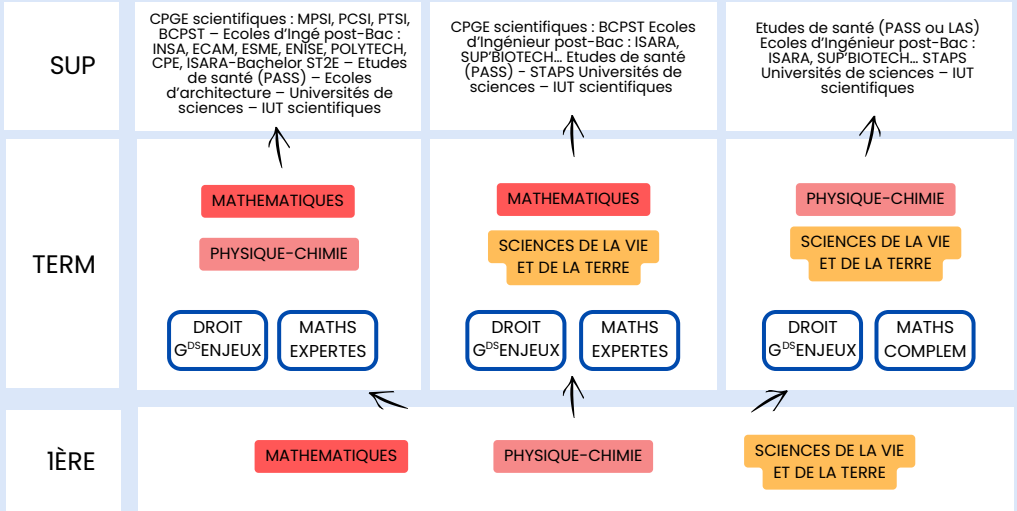 SUP
CPGE scientifiques : MPSI, PCSI, PTSI,
BCPST – Ecoles d'Ingé post-Bac :
INSA, ECAM, ESME, ENISE, POLYTECH,
CPE, ISARA-Bachelor ST2E – Etudes
de santé (PASS) – Ecoles
d'architecture – Universités de
sciences – IUT scientifiques
CPGE scientifiques : BCPST Ecoles
d'Ingénieur post-Bac : ISARA,
SUP'BIOTECH... Etudes de santé
(PASS) - STAPS Universités de
sciences – IUT scientifiques
Etudes de santé (PASS ou LAS)
Ecoles d'Ingénieur post-Bac :
ISARA, SUP'BIOTECH... STAPS
Universités de sciences – IUT
scientifiques
TERM
MATHEMATIQUES
PHYSIQUE-CHIMIE
DROIT
GDSENJEUX
MATHS
EXPERTES
MATHEMATIQUES
SCIENCES DE LA VIE
ET DE LA TERRE
DROIT
GDSENJEUX
MATHS
EXPERTES
PHYSIQUE-CHIMIE
SCIENCES DE LA VIE
ET DE LA TERRE
DROIT
GDSENJEUX
MATHS
COMPLEM
1ÈRE
MATHEMATIQUES
PHYSIQUE-CHIMIE
SCIENCES DE LA VIE
ET DE LA TERRE